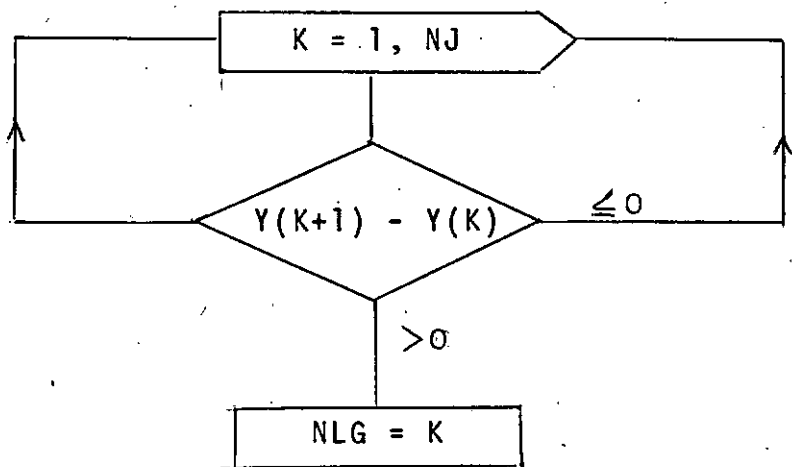 K = 1, NJ
Y(K+1) - Y(K)
≤0
>0
NLG = K